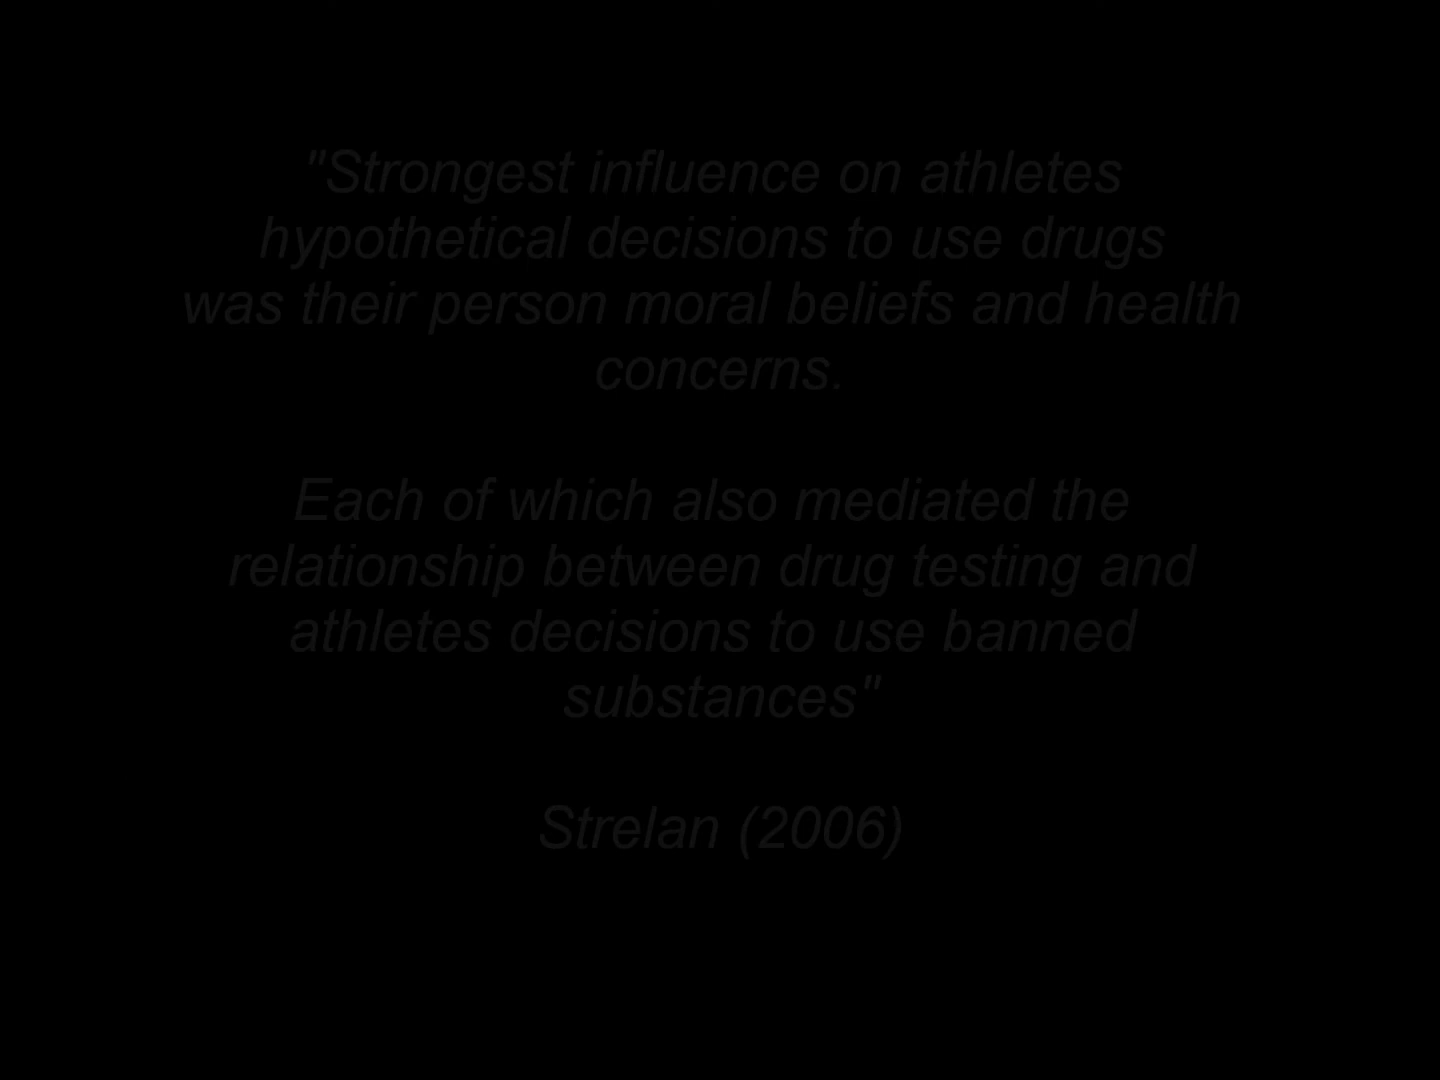 "Strongest influence on athletes
hypothetical decisions to use drugs
was their person moral beliefs and health
concerns.
Each of which also mediated the
relationship between drug testing and
athletes decisions to use banned
substances"
Strelan (2006)